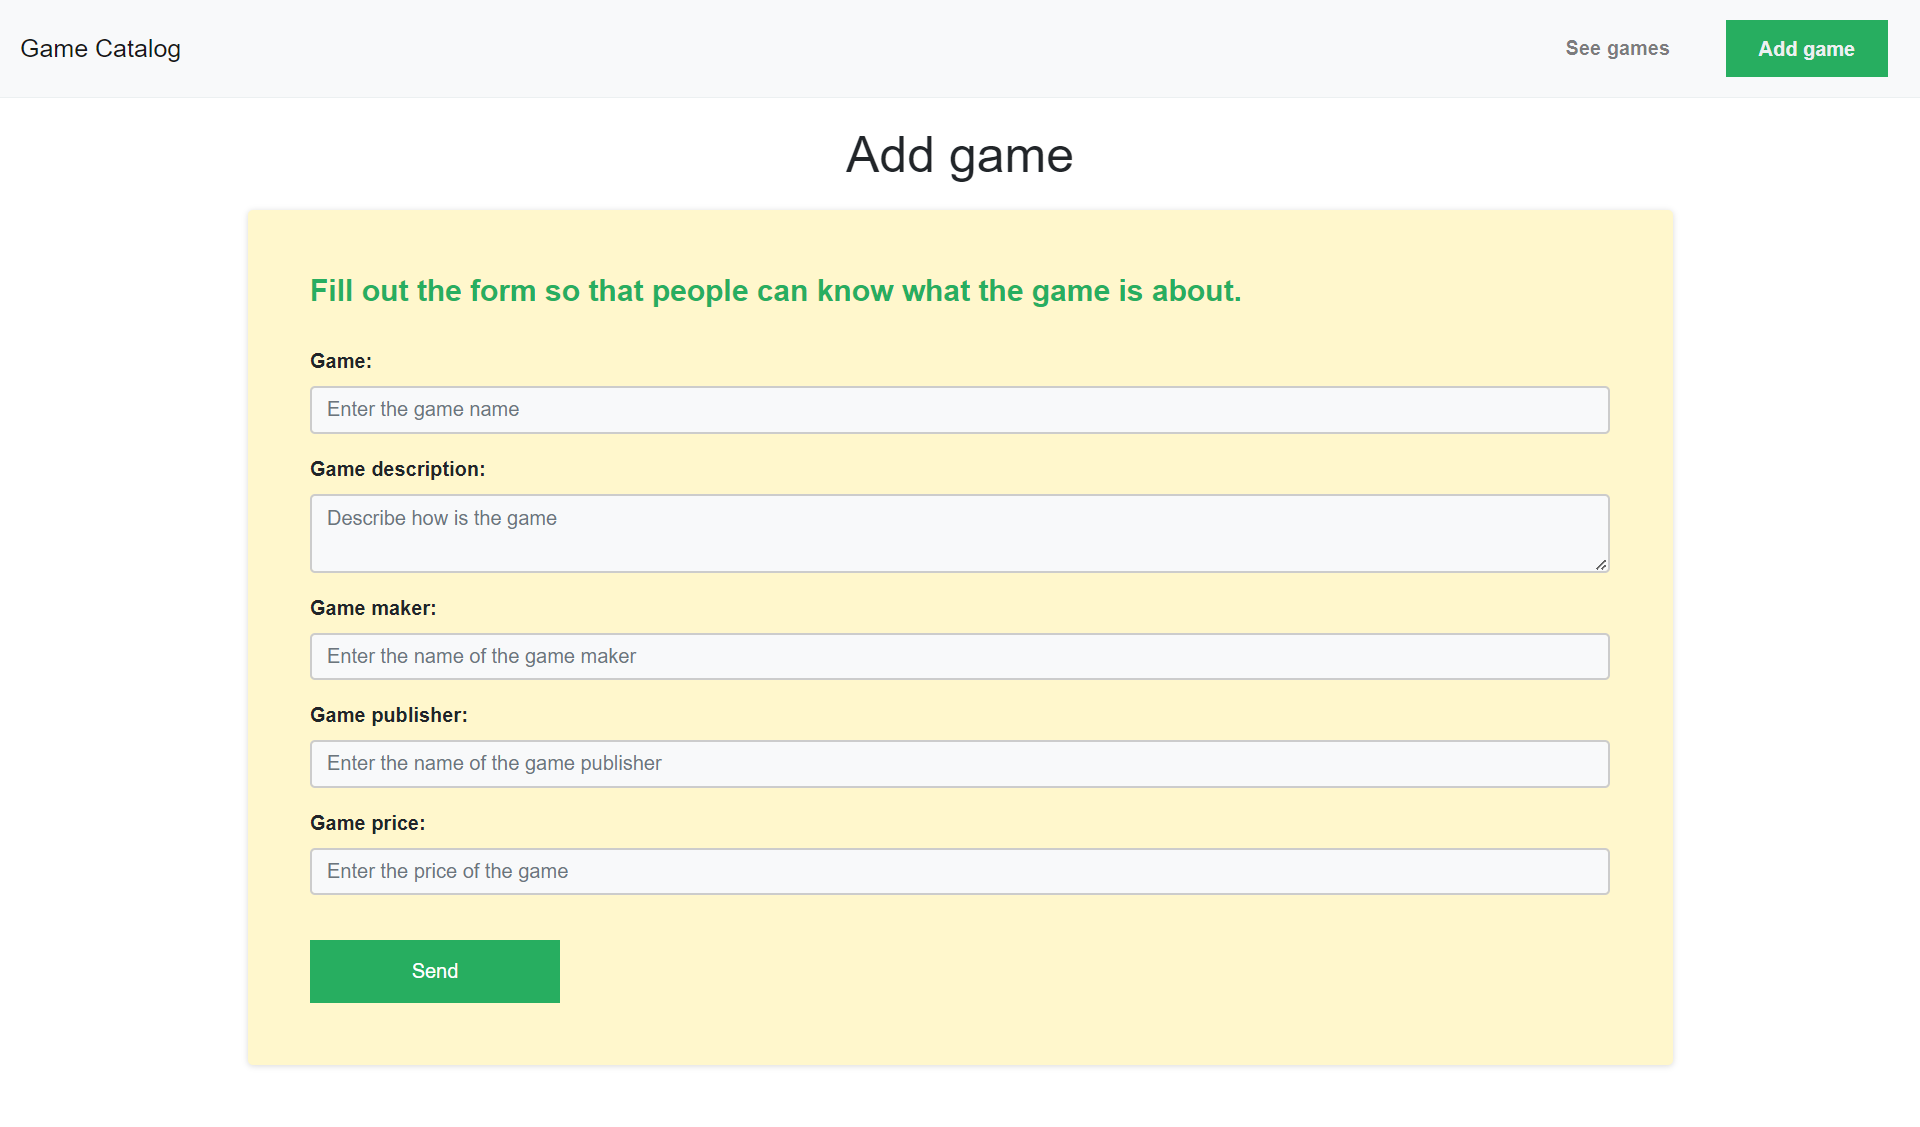 Game Catalog
See games
Add game
Add game
Fill out the form so that people can know what the game is about.
Game:
Enter the game name
Game description:
Describe how is the game
Game maker:
Enter the name of the game maker
Game publisher:
Enter the name of the game publisher
Game price:
Enter the price of the game
Send